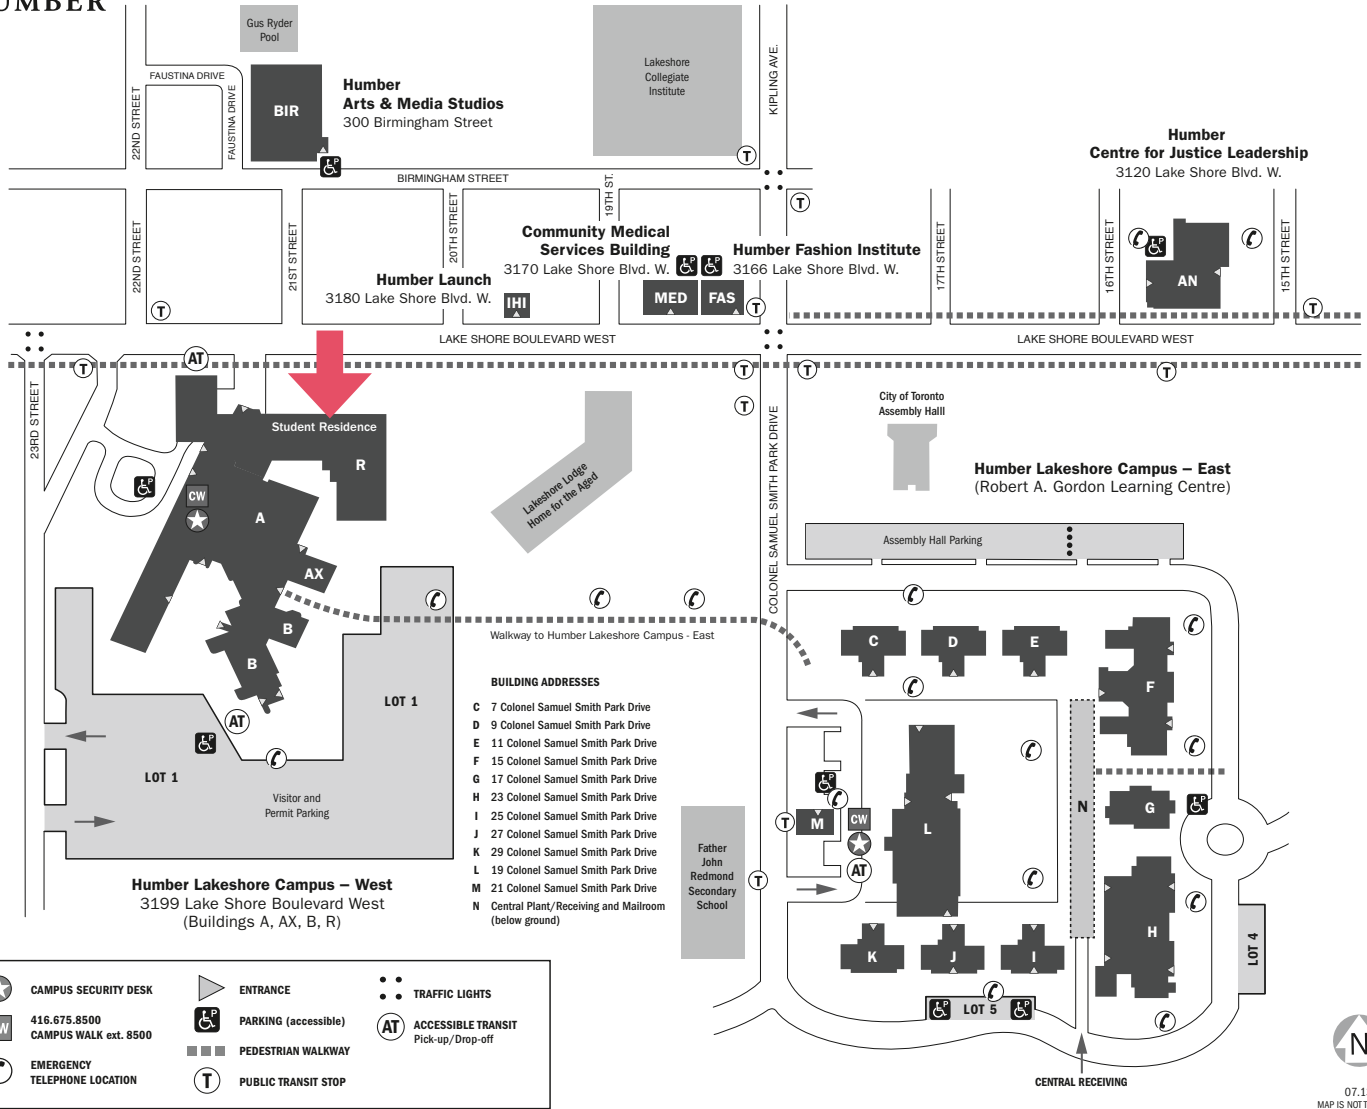 Gus Ryder
Pool
FAUSTINA DRIVE
FAUSTINA DRIVE
22ND STREET
BIR
Humber
Arts & Media Studios
300 Birmingham Street
Lakeshore
Collegiate
Institute
KIPLING AVE.
T
P
BIRMINGHAM STREET
Humber
Centre for Justice Leadership
3120 Lake Shore Blvd. W.
22ND STREET
21ST STREET
20TH STREET
19TH ST.
T
17TH STREET
16TH STREET
15TH STREET
P
AN
Community Medical
Services Building
3170 Lake Shore Blvd. W.
P
P
Humber Fashion Institute
3166 Lake Shore Blvd. W.
Humber Launch
3180 Lake Shore Blvd. W.
IHI
MED
FAS
T
T
T
LAKE SHORE BOULEVARD WEST
LAKE SHORE BOULEVARD WEST
AT
T
T
T
T
T
23RD STREET
Student Residence
R
P
CW
A
AX
B
B
Lakeshore Lodge
Home for the Aged
COLONEL SAMUEL SMITH PARK DRIVE
City of Toronto
Assembly Halll
Humber Lakeshore Campus – East
(Robert A. Gordon Learning Centre)
Assembly Hall Parking
Walkway to Humber Lakeshore Campus - East
C
D
E
F
LOT 1
AT
P
LOT 1
Visitor and
Permit Parking
BUILDING ADDRESSES
C 7 Colonel Samuel Smith Park Drive
D 9 Colonel Samuel Smith Park Drive
E 11 Colonel Samuel Smith Park Drive
F 15 Colonel Samuel Smith Park Drive
G 17 Colonel Samuel Smith Park Drive
H 23 Colonel Samuel Smith Park Drive
I 25 Colonel Samuel Smith Park Drive
J 27 Colonel Samuel Smith Park Drive
K 29 Colonel Samuel Smith Park Drive
L 19 Colonel Samuel Smith Park Drive
M 21 Colonel Samuel Smith Park Drive
N Central Plant/Receiving and Mailroom
(below ground)
Father
John
Redmond
Secondary
School
T
T
M
P
CW
AT
L
N
G
P
H
K
J
I
P
LOT 5
P
LOT 4
CENTRAL RECEIVING
Humber Lakeshore Campus – West
3199 Lake Shore Boulevard West
(Buildings A, AX, B, R)
CAMPUS SECURITY DESK
416.675.8500
CAMPUS WALK ext. 8500
EMERGENCY
TELEPHONE LOCATION
ENTRANCE
P
PARKING (accessible)
PEDESTRIAN WALKWAY
T
PUBLIC TRANSIT STOP
TRAFFIC LIGHTS
AT
ACCESSIBLE TRANSIT
Pick-up/Drop-off
N
MAP IS NOT